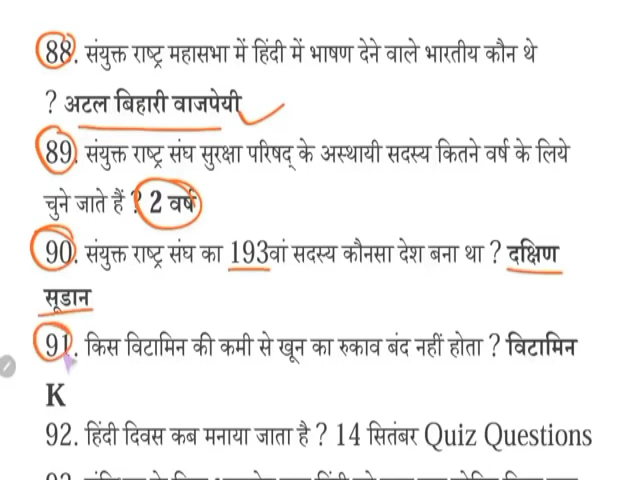 88. संयुक्त राष्ट्र महासभा में हिंदी में भाषण देने वाले भारतीय कौन थे
? अटल बिहारी वाजपेयी
89. संयुक्त राष्ट्र संघ सुरक्षा परिषद् के अस्थायी सदस्य कितने वर्ष के लिये
चुने जाते हैं ? 2 वर्ष
90. संयुक्त राष्ट्र संघ का 193वां सदस्य कौनसा देश बना था ? दक्षिण
सूडान
91. किस विटामिन की कमी से खून का रुकाव बंद नहीं होता ? विटामिन
K
92. हिंदी दिवस कब मनाया जाता है ? 14 सितंबर Quiz Questions